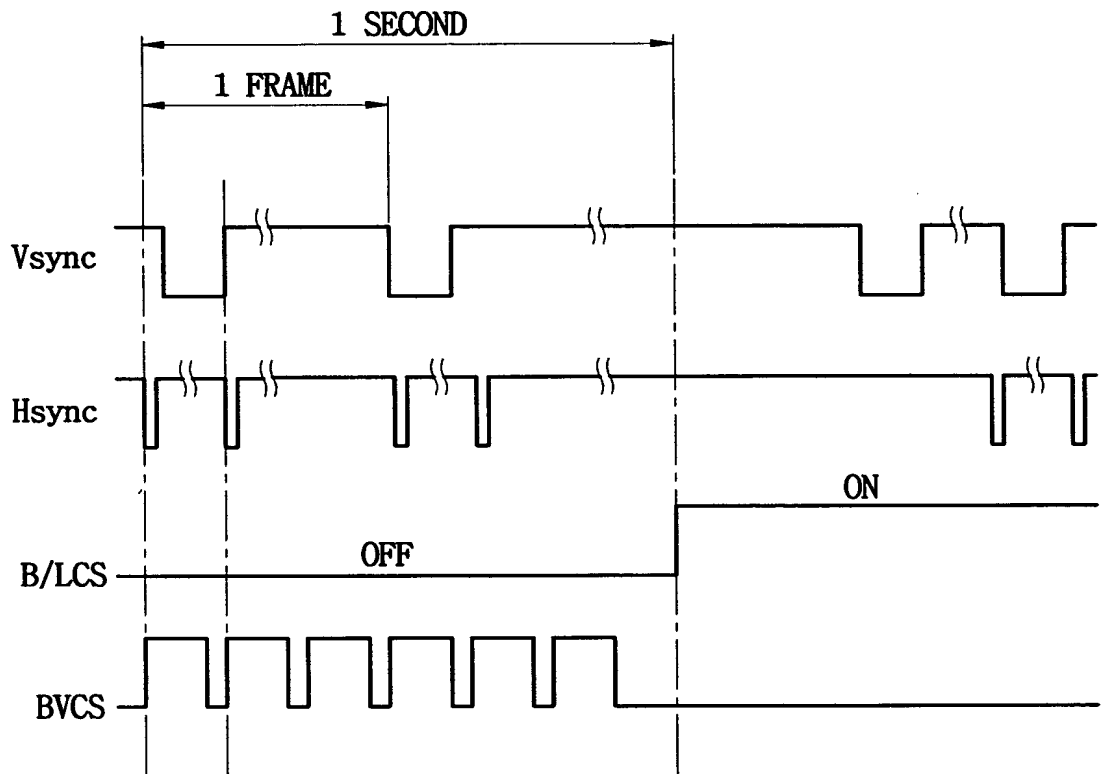 1 SECOND
1 FRAME
Vsync
Hsync
ON
OFF
B/LCS
BVCS